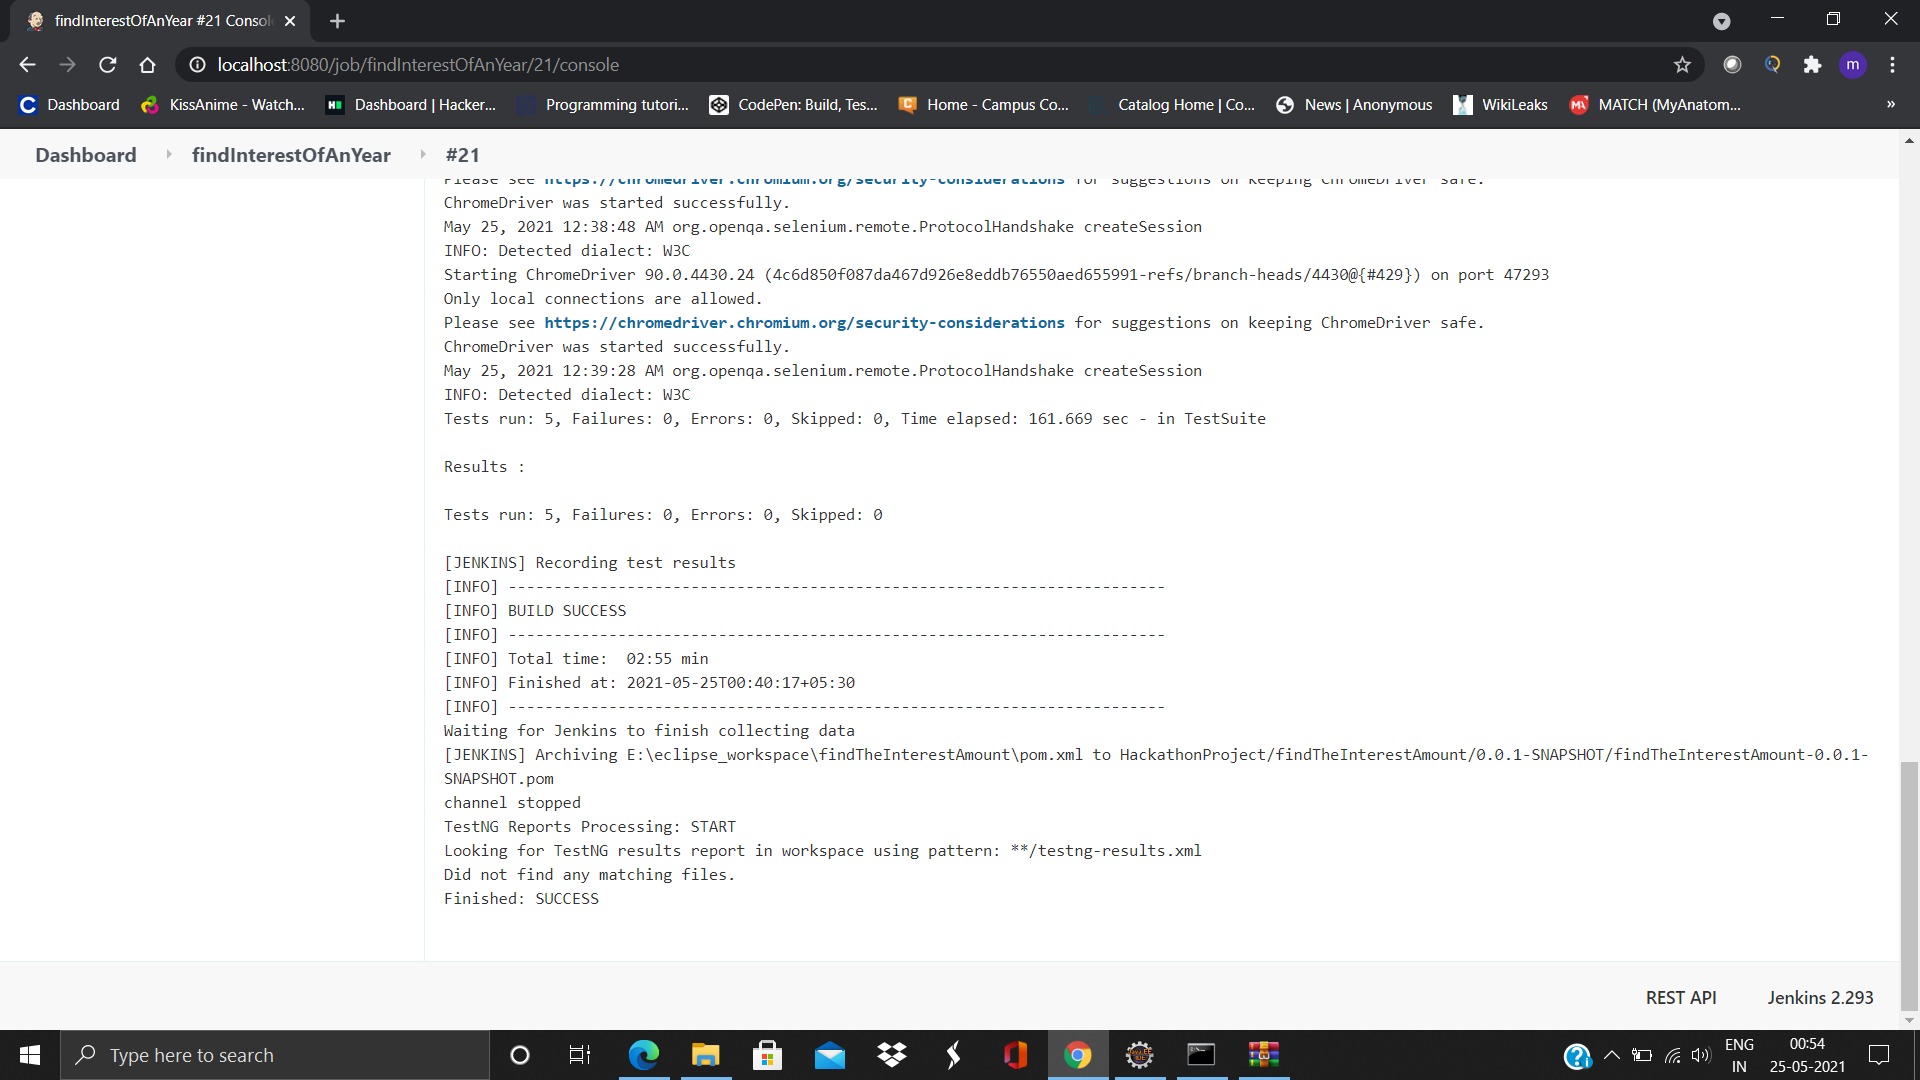 findInterestOfAnYear #21 Consol
localhost:8080/job/findInterestOfAnYear/21/console
m
Dashboard
KissAnime - Watch...
Dashboard | Hacker...
Programming tutori...
CodePen: Build, Tes...
Home - Campus Co...
Catalog Home | Co...
News | Anonymous
WikiLeaks
MATCH (MyAnatom...
»
Dashboard
findInterestOfAnYear
#21
Please see https://chromedriver.chromium.org/security-considerations for suggestions on keeping ChromeDriver safe.
ChromeDriver was started successfully.
May 25, 2021 12:38:48 AM org.openqa.selenium.remote.ProtocolHandshake createSession
INFO: Detected dialect: W3C
Starting ChromeDriver 90.0.4430.24 (4c6d850f087da467d926e8eddb76550aed655991-refs/branch-heads/4430@{#429}) on port 47293
Only local connections are allowed.
Please see https://chromedriver.chromium.org/security-considerations for suggestions on keeping ChromeDriver safe.
ChromeDriver was started successfully.
May 25, 2021 12:39:28 AM org.openqa.selenium.remote.ProtocolHandshake createSession
INFO: Detected dialect: W3C
Tests run: 5, Failures: 0, Errors: 0, Skipped: 0, Time elapsed: 161.669 sec - in TestSuite
Results :
Tests run: 5, Failures: 0, Errors: 0, Skipped: 0
[JENKINS] Recording test results
[INFO] ------------------------------------------------------------------------
[INFO] BUILD SUCCESS
[INFO] ------------------------------------------------------------------------
[INFO] Total time:  02:55 min
[INFO] Finished at: 2021-05-25T00:40:17+05:30
[INFO] ------------------------------------------------------------------------
Waiting for Jenkins to finish collecting data
[JENKINS] Archiving E:\eclipse_workspace\findTheInterestAmount\pom.xml to HackathonProject/findTheInterestAmount/0.0.1-SNAPSHOT/findTheInterestAmount-0.0.1-
SNAPSHOT.pom
channel stopped
TestNG Reports Processing: START
Looking for TestNG results report in workspace using pattern: **/testng-results.xml
Did not find any matching files.
Finished: SUCCESS
REST API
Jenkins 2.293
Type here to search
ENG
IN
00:54
25-05-2021